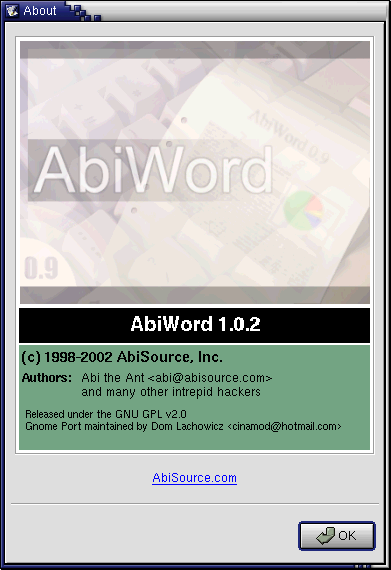 About
AbiWord 0.9
AbiWord
0.9
AbiWord 1.0.2
(c) 1998-2002 AbiSource, Inc.
Authors: Abi the Ant <abi@abisource.com>
and many other intrepid hackers
Released under the GNU GPL v2.0
Gnome Port maintained by Dom Lachowicz <cinamod@hotmail.com>
AbiSource.com
OK